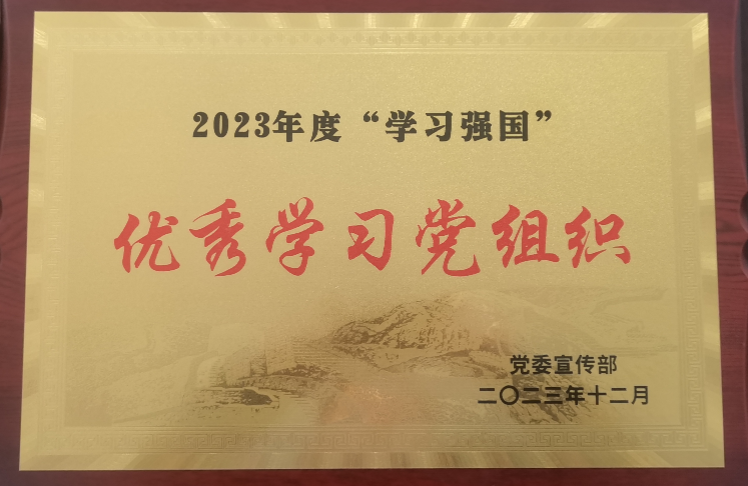 2023年度“学习强国”
优秀学习党组织
党委宣传部
二〇二三年十二月